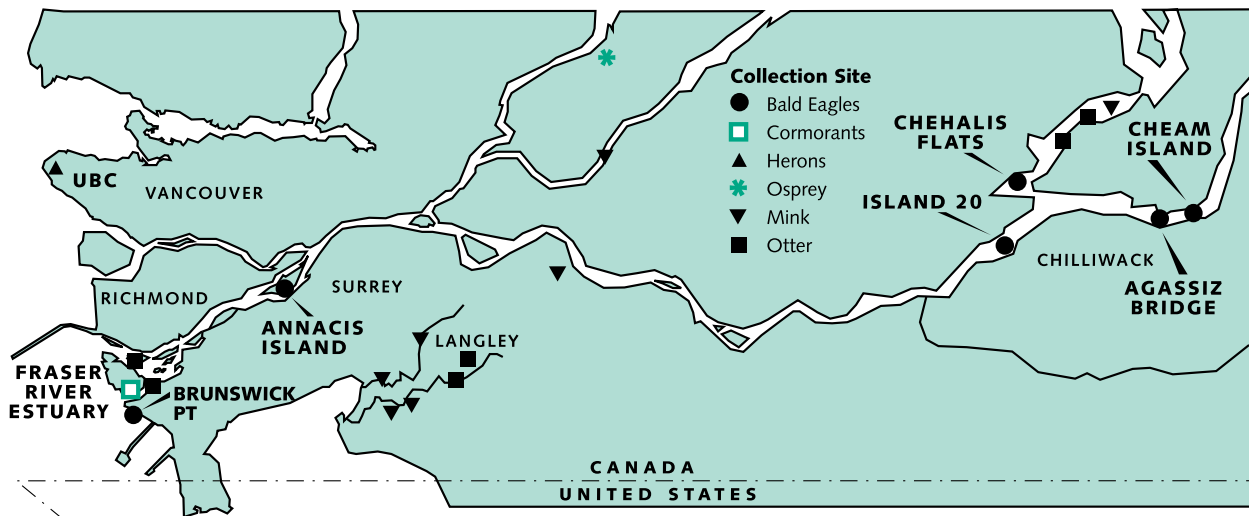 Collection Site
Bald Eagles
Cormorants
Herons
Osprey
Mink
Otter
CHEHALIS
FLATS
CHEAM
ISLAND
UBC
VANCOUVER
ISLAND 20
CHILLIWACK
RICHMOND
SURREY
AGASSIZ
BRIDGE
ANNACIS
ISLAND
LANGLEY
FRASER
RIVER
ESTUARY
BRUNSWICK
PT
CANADA
UNITED STATES